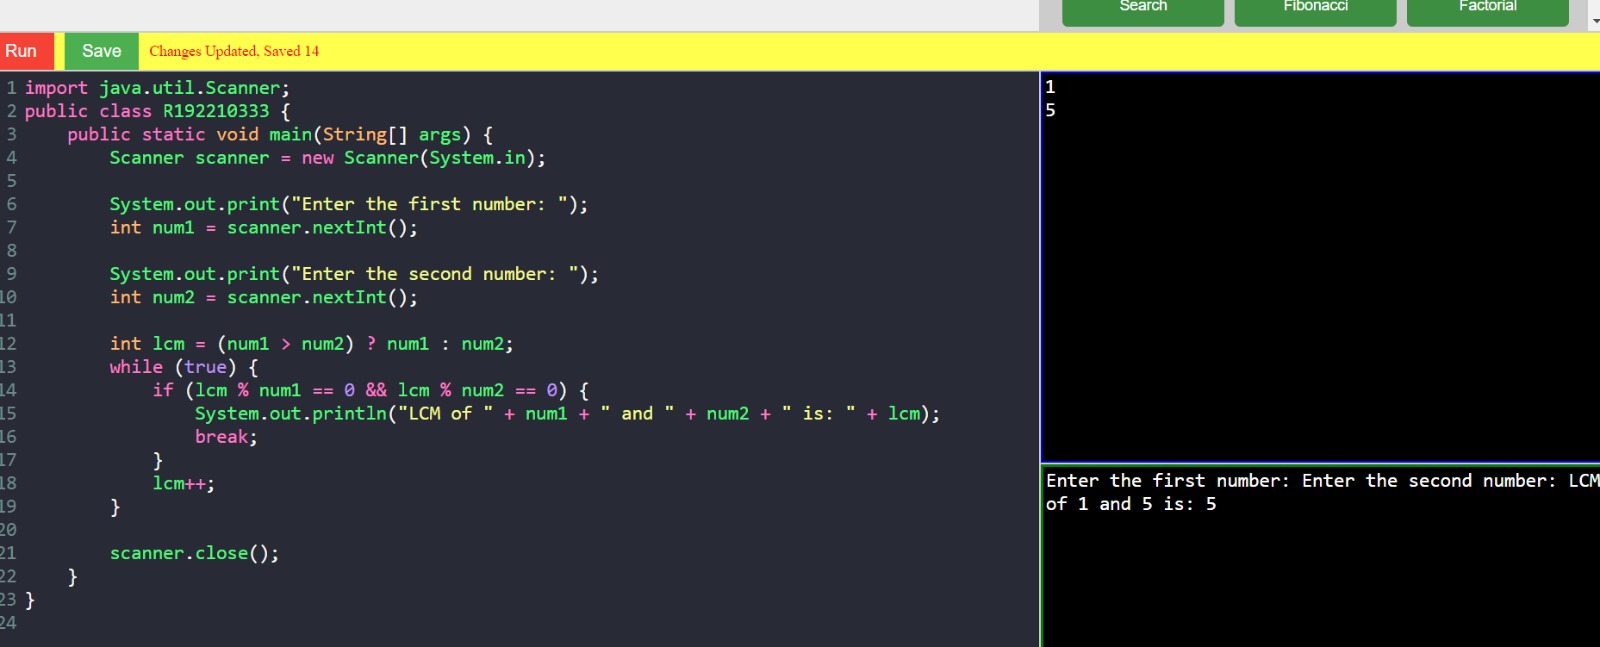 Search Fibonacci Factorial
Run Save Changes Updated, Saved 14
1 import java.util.Scanner;
2 public class R192210333 {
3     public static void main(String[] args) {
4         Scanner scanner = new Scanner(System.in);
5
6         System.out.print("Enter the first number: ");
7         int num1 = scanner.nextInt();
8
9         System.out.print("Enter the second number: ");
10         int num2 = scanner.nextInt();
11
12         int lcm = (num1 > num2) ? num1 : num2;
13         while (true) {
14             if (lcm % num1 == 0 && lcm % num2 == 0) {
15                 System.out.println("LCM of " + num1 + " and " + num2 + " is: " + lcm);
16                 break;
17             }
18             lcm++;
19         }
20
21         scanner.close();
22     }
23 }
24
1
5
Enter the first number: Enter the second number: LCM
of 1 and 5 is: 5